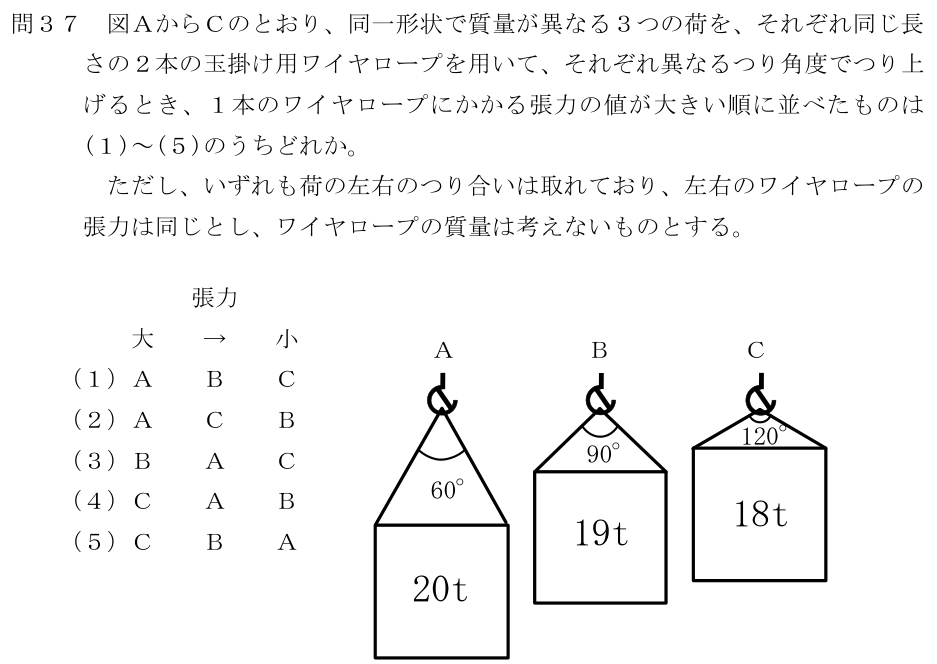 問37 図AからCのとおり、同一形状で質量が異なる3つの荷を、それぞれ同じ長
さの2本の玉掛け用ワイヤロープを用いて、それぞれ異なるつり角度でつり上
げるとき、1本のワイヤロープにかかる張力の値が大きい順に並べたものは
(1)~(5)のうちどれか。
ただし、いずれも荷の左右のつり合いは取れており、左右のワイヤロープの
張力は同じとし、ワイヤロープの質量は考えないものとする。
張力
大 → 小
(1) A B C
(2) A C B
(3) B A C
(4) C A B
(5) C B A
A
60°
20t
B
90°
19t
C
120°
18t